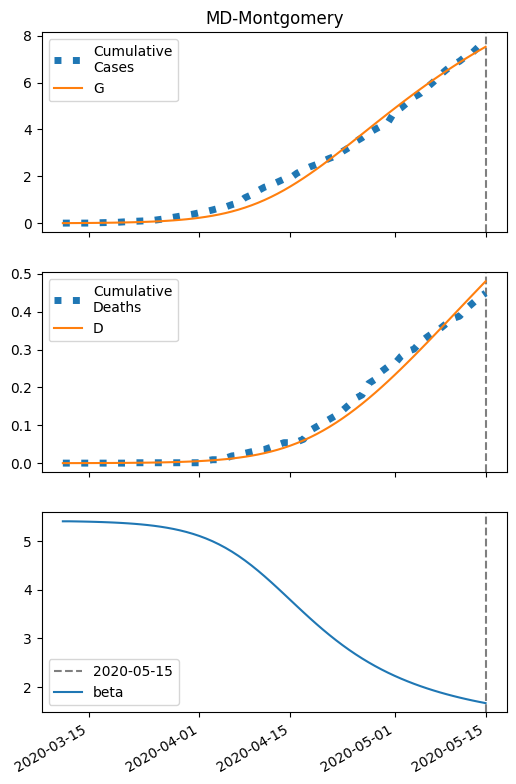 MD-Montgomery
8
6
4
2
0
Cumulative
Cases
G
0.5
0.4
0.3
0.2
0.1
0.0
Cumulative
Deaths
D
5
4
3
2
2020-05-15
beta
2020-03-15
2020-04-01
2020-04-15
2020-05-01
2020-05-15